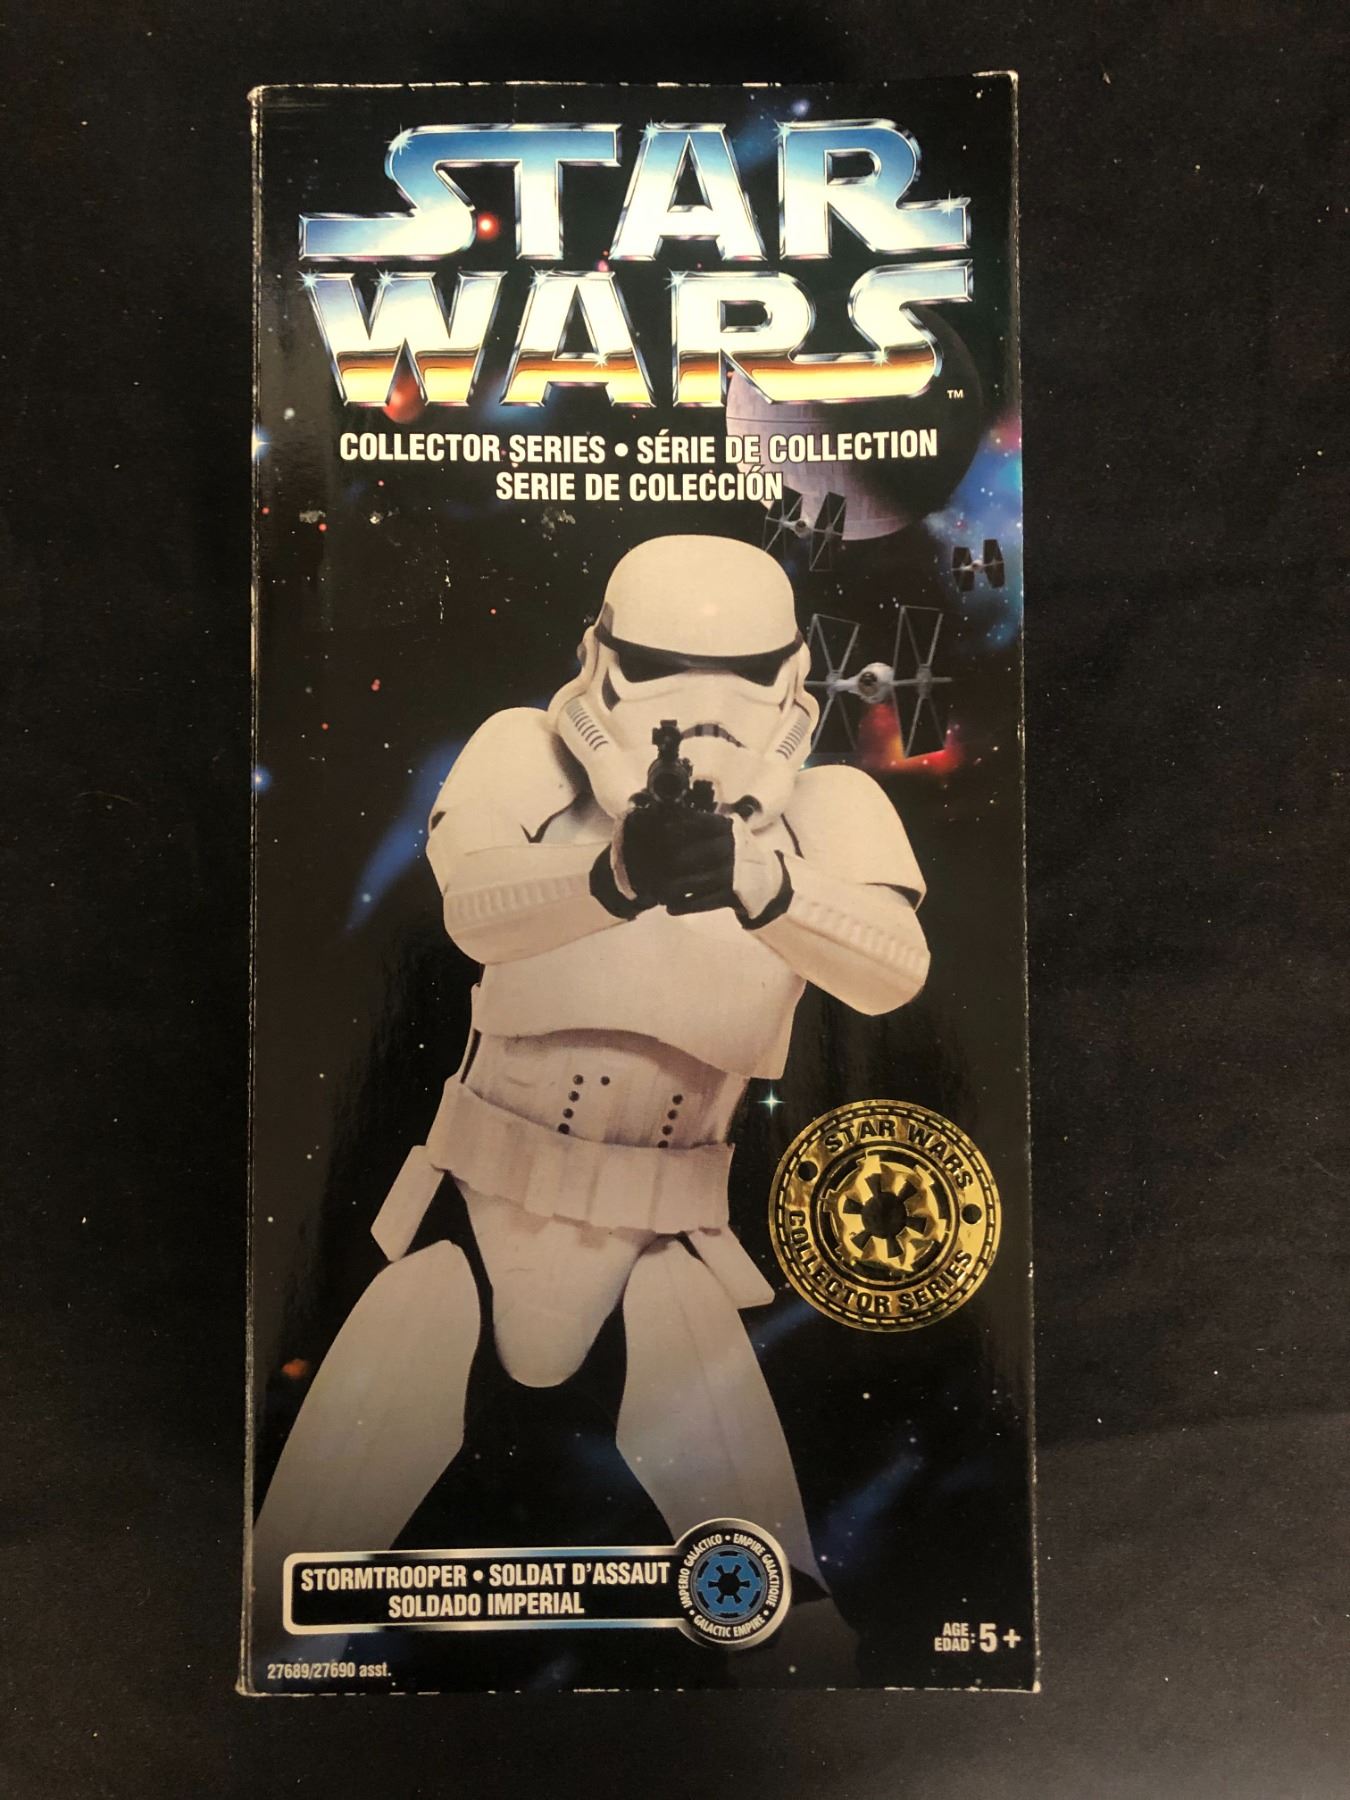 STAR
WARS
™
COLLECTOR SERIES • SÉRIE DE COLLECTION
SERIE DE COLECCIÓN
STAR WARS
COLLECTOR SERIES
STORMTROOPER • SOLDAT D'ASSAUT
SOLDADO IMPERIAL
IMPERIO GALÁCTICO • EMPIRE GALACTIQUE • GALACTIC EMPIRE •
AGE:
EDAD: 5+
27689/27690 asst.